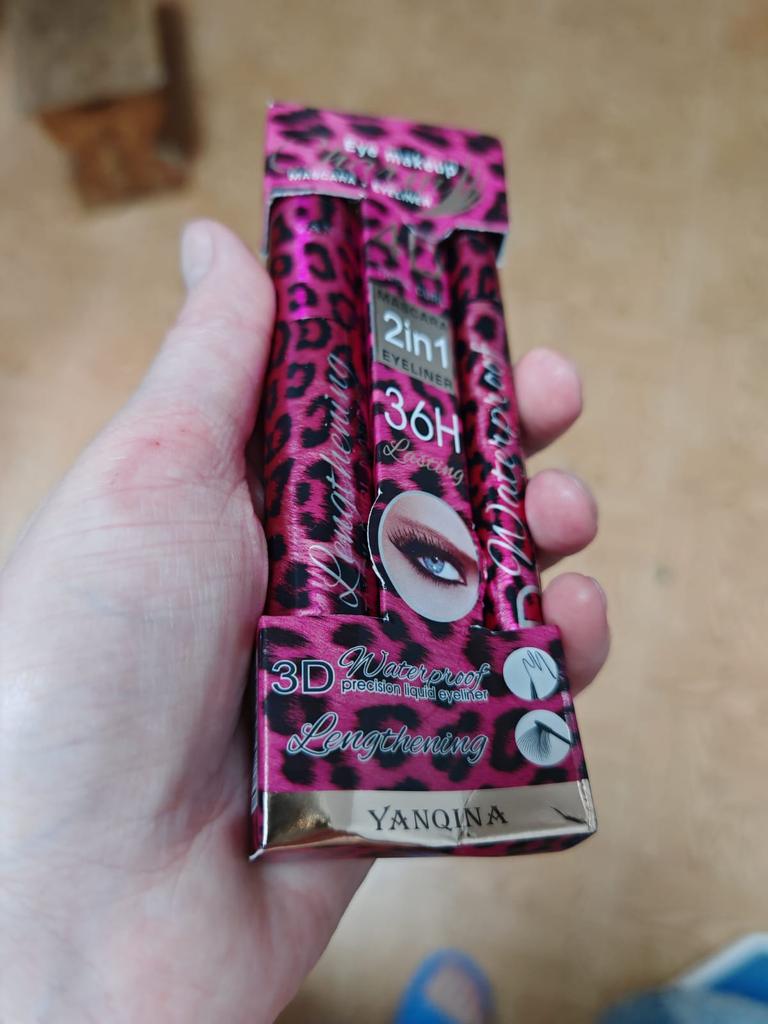 Eye makeup
MASCARA + EYELINER
MASCARA
2in1
EYELINER
36H
Lasting
Lengthening
Waterproof
3D Waterproof
precision liquid eyeliner
Lengthening
YANQINA